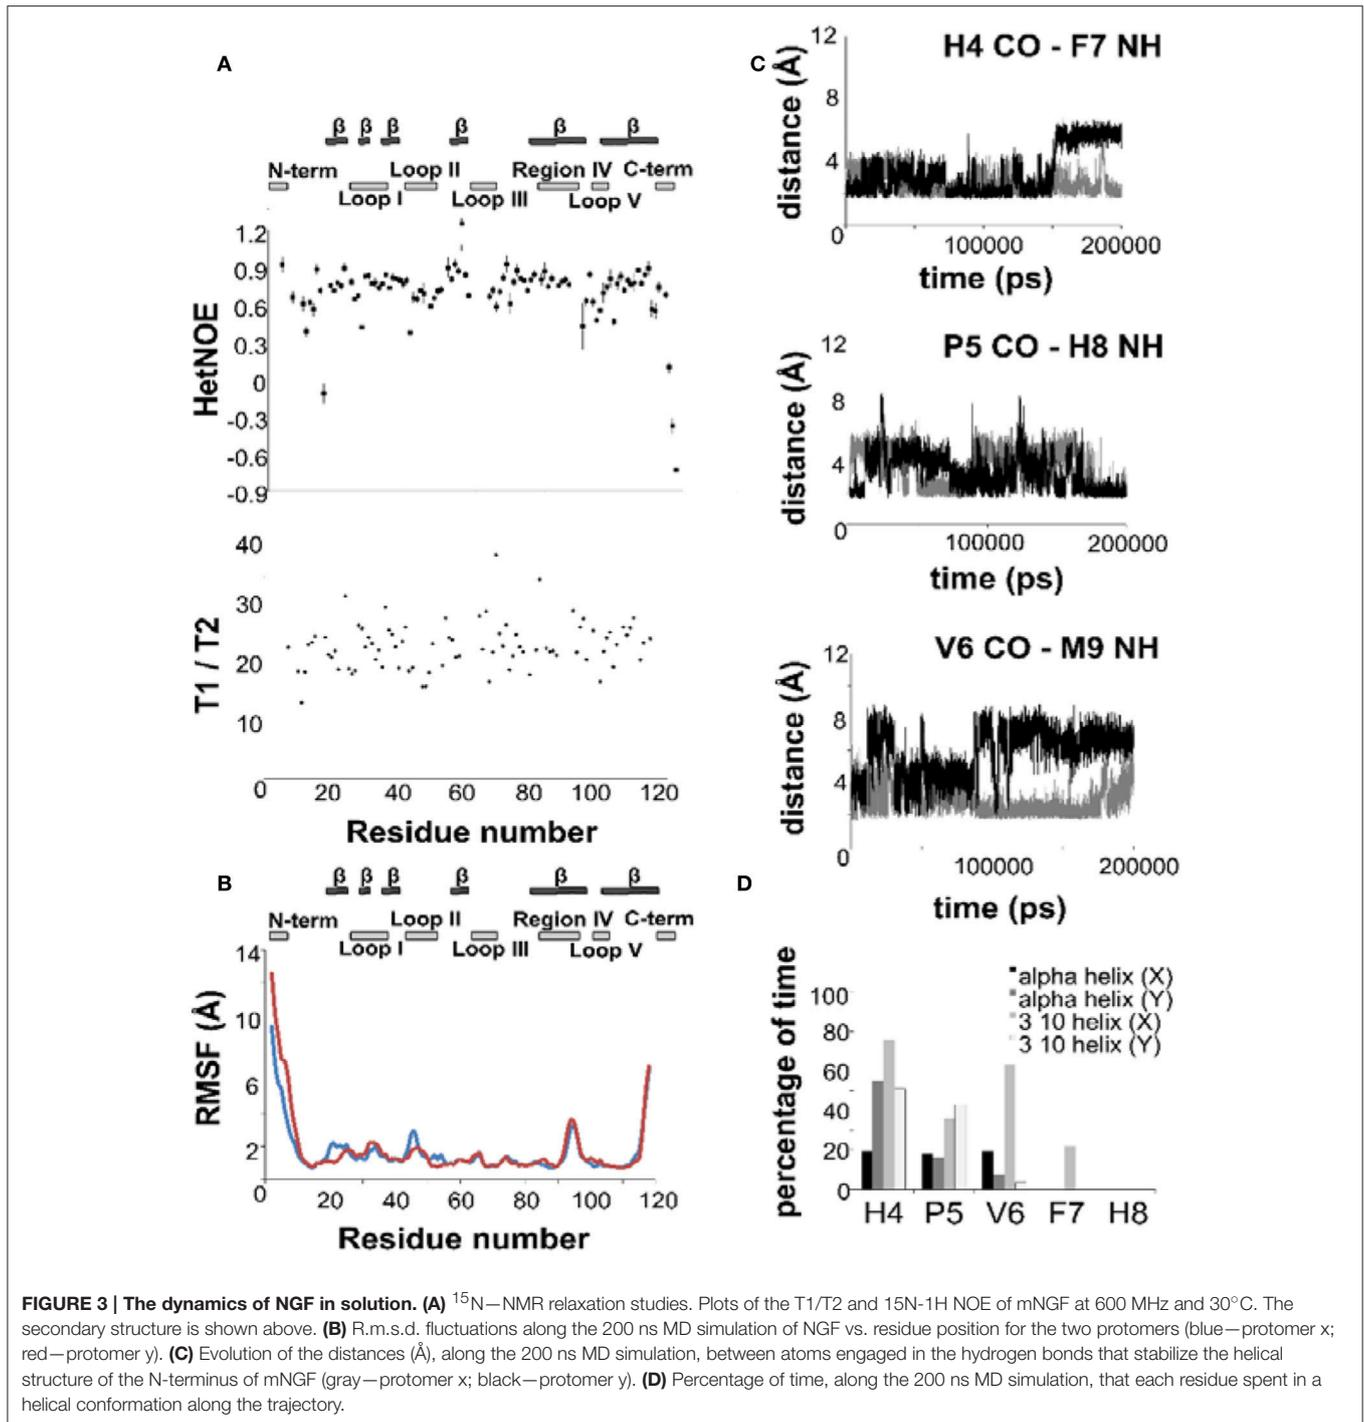 A
β β β β β β
N-term Loop II Region IV C-term
Loop I Loop III Loop V
1.2
0.9
0.6
0.3
0
-0.3
-0.6
-0.9
HetNOE
40
30
20
10
T1 / T2
0 20 40 60 80 100 120
Residue number
B
β β β β β β
N-term Loop II Region IV C-term
Loop I Loop III Loop V
14
10
6
2
RMSF (Å)
0 20 40 60 80 100 120
Residue number
C
H4 CO - F7 NH
12
8
4
0
distance (Å)
100000 200000
time (ps)
P5 CO - H8 NH
12
8
4
0
distance (Å)
100000 200000
time (ps)
V6 CO - M9 NH
12
8
4
0
distance (Å)
100000 200000
time (ps)
D
percentage of time
100
80
60
40
20
0
alpha helix (X)
alpha helix (Y)
3 10 helix (X)
3 10 helix (Y)
H4 P5 V6 F7 H8
FIGURE 3 | The dynamics of NGF in solution. (A) 15N—NMR relaxation studies. Plots of the T1/T2 and 15N-1H NOE of mNGF at 600 MHz and 30°C. The
secondary structure is shown above. (B) R.m.s.d. fluctuations along the 200 ns MD simulation of NGF vs. residue position for the two protomers (blue—protomer x;
red—protomer y). (C) Evolution of the distances (Å), along the 200 ns MD simulation, between atoms engaged in the hydrogen bonds that stabilize the helical
structure of the N-terminus of mNGF (gray—protomer x; black—protomer y). (D) Percentage of time, along the 200 ns MD simulation, that each residue spent in a
helical conformation along the trajectory.